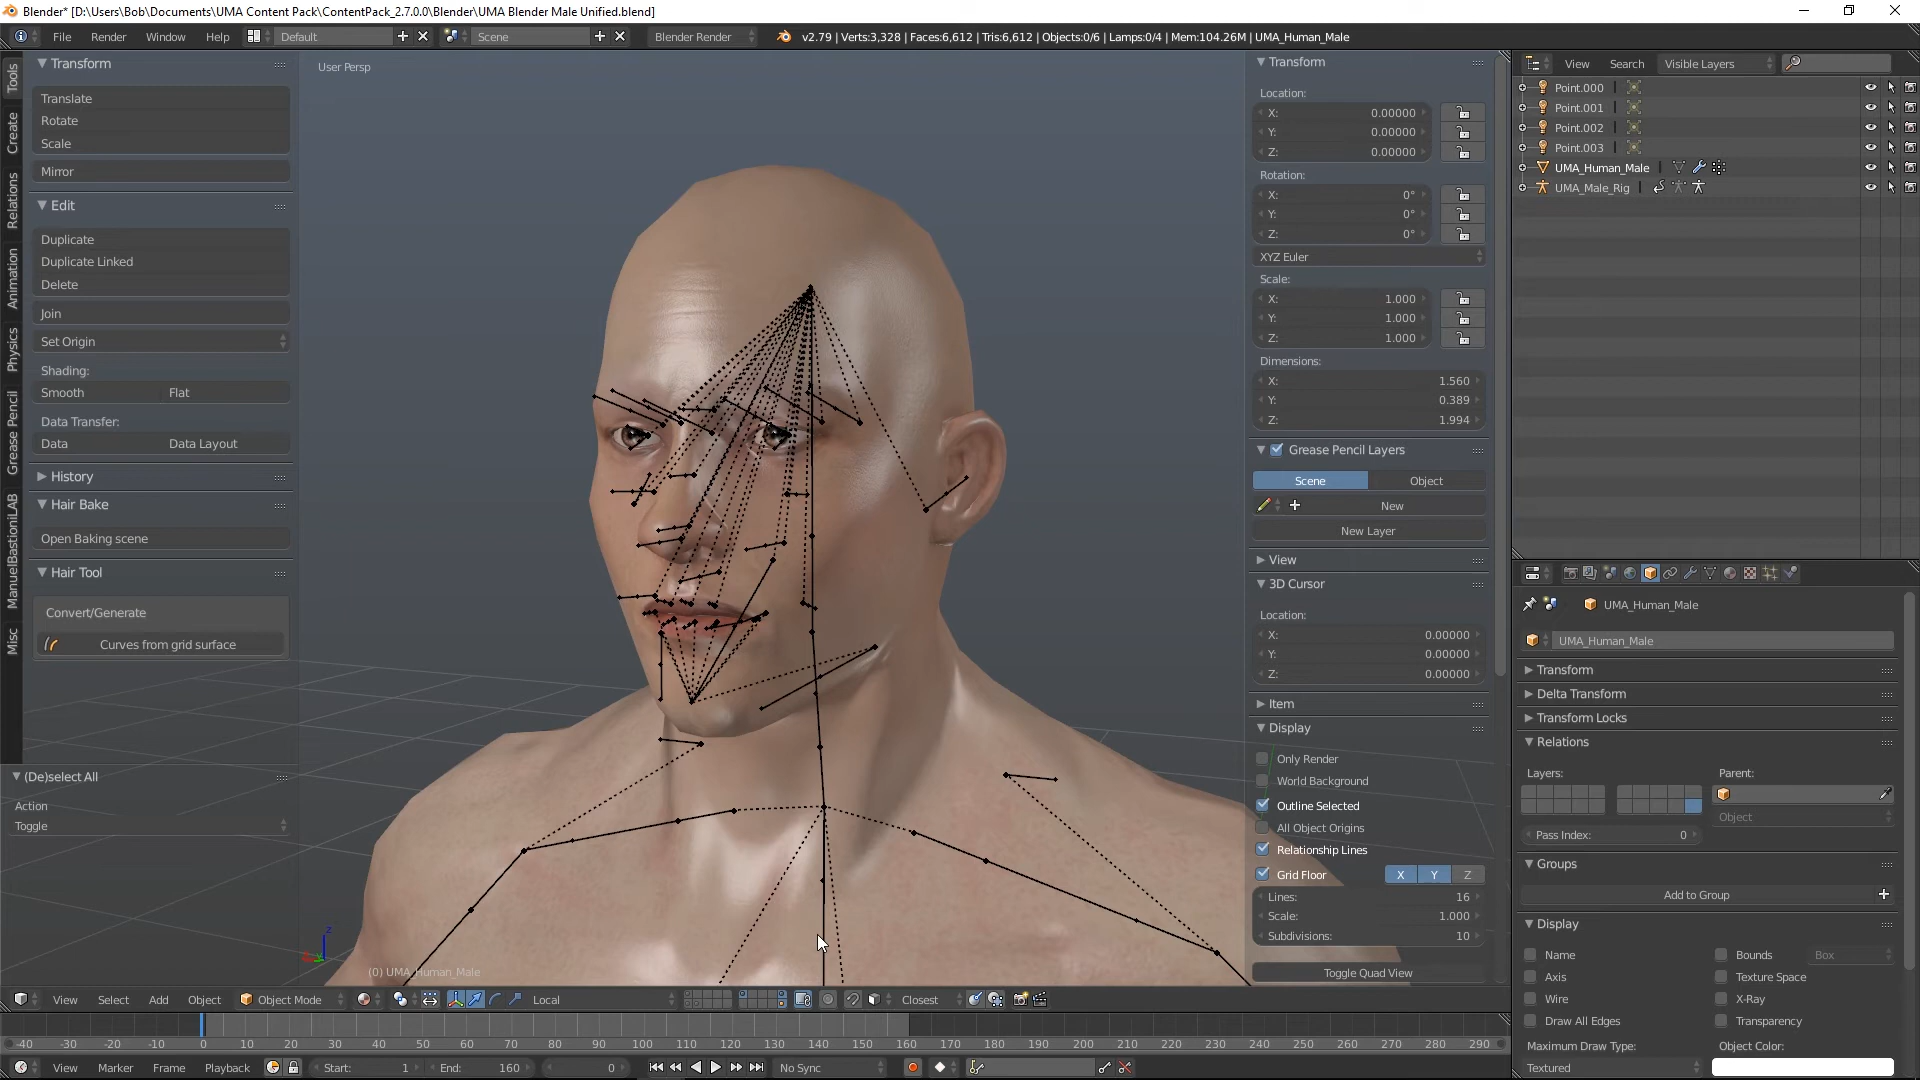 Blender* [D:\Users\Bob\Documents\UMA Content Pack\ContentPack_2.7.0.0\Blender\UMA Blender Male Unified.blend]
File Render Window Help Default Scene Blender Render v2.79 | Verts:3,328 | Faces:6,612 | Tris:6,612 | Objects:0/6 | Lamps:0/4 | Mem:104.26M | UMA_Human_Male
Tools
Create
Relations
Animation
Physics
Grease Pencil
ManuelBastioniLAB
Misc
Transform
Translate
Rotate
Scale
Mirror
Edit
Duplicate
Duplicate Linked
Delete
Join
Set Origin
Shading:
Smooth Flat
Data Transfer:
Data Data Layout
History
Hair Bake
Open Baking scene
Hair Tool
Convert/Generate
Curves from grid surface
(De)select All
Action
Toggle
User Persp
(0) UMA_Human_Male
Transform
Location:
X: 0.00000
Y: 0.00000
Z: 0.00000
Rotation:
X: 0°
Y: 0°
Z: 0°
XYZ Euler
Scale:
X: 1.000
Y: 1.000
Z: 1.000
Dimensions:
X: 1.560
Y: 0.389
Z: 1.994
Grease Pencil Layers
Scene Object
New
New Layer
View
3D Cursor
Location:
X: 0.00000
Y: 0.00000
Z: 0.00000
Item
Display
Only Render
World Background
Outline Selected
All Object Origins
Relationship Lines
Grid Floor X Y Z
Lines: 16
Scale: 1.000
Subdivisions: 10
Toggle Quad View
View Search Visible Layers
Point.000
Point.001
Point.002
Point.003
UMA_Human_Male
UMA_Male_Rig
UMA_Human_Male
UMA_Human_Male
Transform
Delta Transform
Transform Locks
Relations
Layers: Parent:
Object
Pass Index: 0
Groups
Add to Group
Display
Name Bounds Box
Axis Texture Space
Wire X-Ray
Draw All Edges Transparency
Maximum Draw Type: Object Color:
Textured
View Select Add Object Object Mode Local Closest
-40 -30 -20 -10 0 10 20 30 40 50 60 70 80 90 100 110 120 130 140 150 160 170 180 190 200 210 220 230 240 250 260 270 280 290
View Marker Frame Playback Start: 1 End: 160 0 No Sync